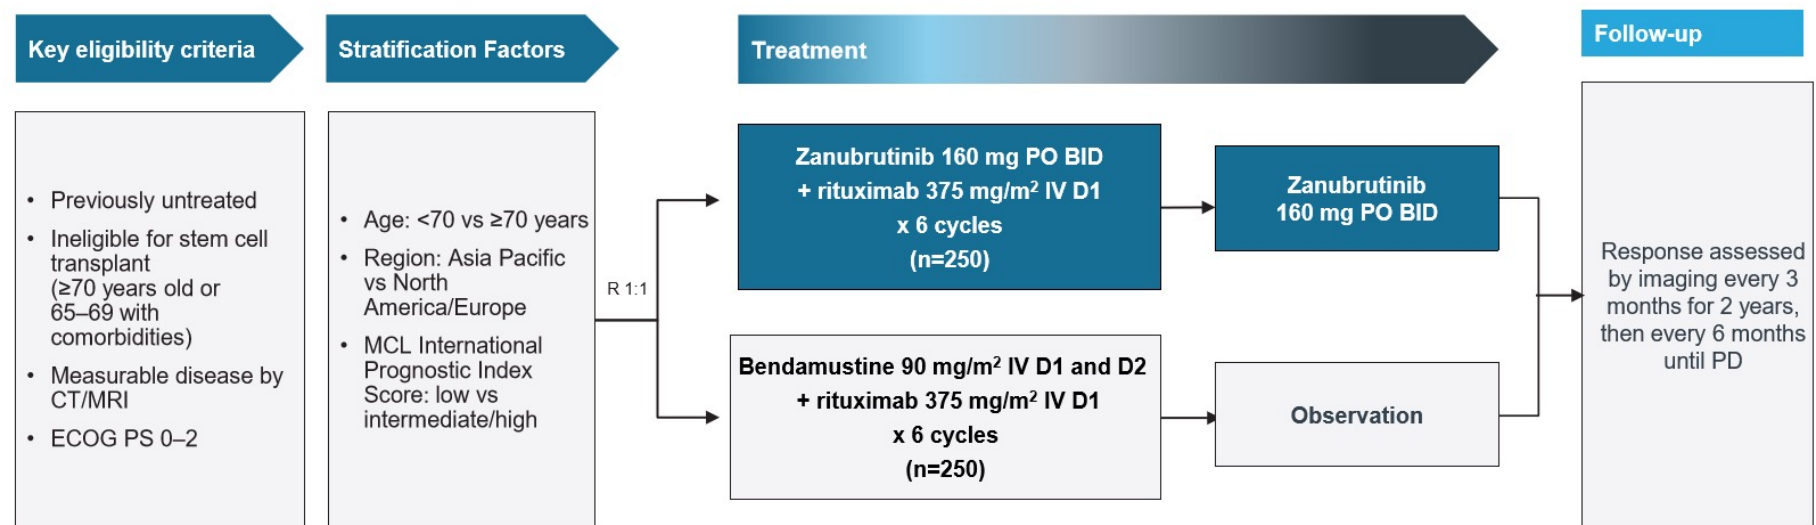 Key eligibility criteria
Stratification Factors
Treatment
Follow-up
• Previously untreated
• Ineligible for stem cell
transplant
(≥70 years old or
65–69 with
comorbidities)
• Measurable disease by
CT/MRI
• ECOG PS 0–2
• Age: <70 vs ≥70 years
• Region: Asia Pacific
vs North
America/Europe
• MCL International
Prognostic Index
Score: low vs
intermediate/high
R 1:1
Zanubrutinib 160 mg PO BID
+ rituximab 375 mg/m² IV D1
x 6 cycles
(n=250)
Zanubrutinib
160 mg PO BID
Bendamustine 90 mg/m² IV D1 and D2
+ rituximab 375 mg/m² IV D1
x 6 cycles
(n=250)
Observation
Response assessed
by imaging every 3
months for 2 years,
then every 6 months
until PD